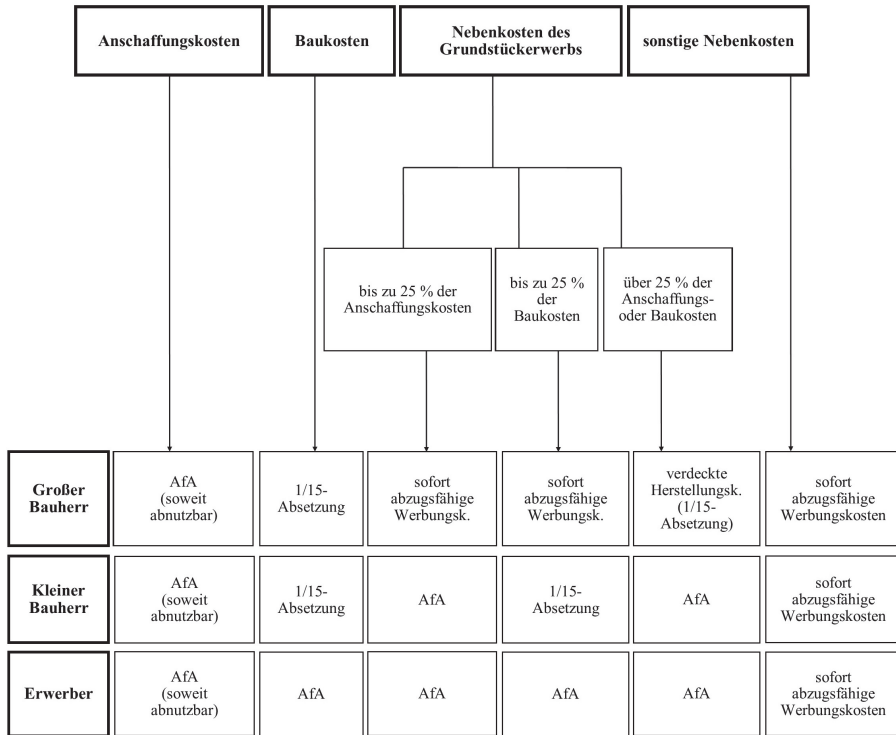 Anschaffungskosten
Baukosten
Nebenkosten des
Grundstückerwerbs
sonstige Nebenkosten
bis zu 25 % der
Anschaffungskosten
bis zu 25 %
der
Baukosten
über 25 % der
Anschaffungs-
oder Baukosten
Großer
Bauherr
AfA
(soweit
abnutzbar)
1/15-
Absetzung
sofort
abzugsfähige
Werbungsk.
sofort
abzugsfähige
Werbungsk.
verdeckte
Herstellungsk.
(1/15-
Absetzung)
sofort
abzugsfähige
Werbungskosten
Kleiner
Bauherr
AfA
(soweit
abnutzbar)
1/15-
Absetzung
AfA
1/15-
Absetzung
AfA
sofort
abzugsfähige
Werbungskosten
Erwerber
AfA
(soweit
abnutzbar)
AfA
AfA
AfA
AfA
sofort
abzugsfähige
Werbungskosten